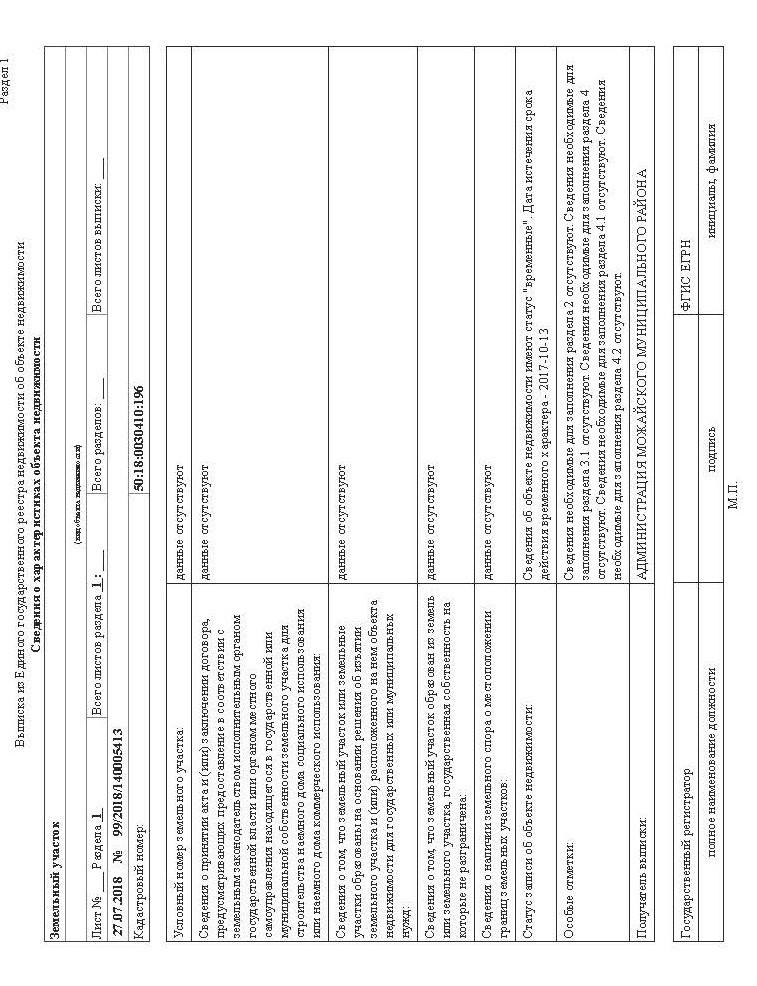 Раздел 1
Выписка из Единого государственного реестра недвижимости об объекте недвижимости
Сведения о характеристиках объекта недвижимости
Земельный участок
(вид объекта недвижимости)
Лист № ___ Раздела 1 Всего листов раздела 1 : ___ Всего разделов: ___ Всего листов выписки: ___
27.07.2018 № 99/2018/140005413
Кадастровый номер: 50:18:0030410:196
Условный номер земельного участка: данные отсутствуют
Сведения о принятии акта и (или) заключении договора, данные отсутствуют
предусматривающих предоставление в соответствии с
земельным законодательством исполнительным органом
государственной власти или органом местного
самоуправления находящегося в государственной или
муниципальной собственности земельного участка для
строительства наемного дома социального использования
или наемного дома коммерческого использования:
Сведения о том, что земельный участок или земельные данные отсутствуют
участки образованы на основании решения об изъятии
земельного участка и (или) расположенного на нем объекта
недвижимости для государственных или муниципальных
нужд:
Сведения о том, что земельный участок образован из земель данные отсутствуют
или земельного участка, государственная собственность на
которые не разграничена:
Сведения о наличии земельного спора о местоположении данные отсутствуют
границ земельных участков:
Статус записи об объекте недвижимости: Сведения об объекте недвижимости имеют статус "временные". Дата истечения срока
действия временного характера - 2017-10-13
Особые отметки: Сведения необходимые для заполнения раздела 2 отсутствуют. Сведения необходимые для
заполнения раздела 3.1 отсутствуют. Сведения необходимые для заполнения раздела 4
отсутствуют. Сведения необходимые для заполнения раздела 4.1 отсутствуют. Сведения
необходимые для заполнения раздела 4.2 отсутствуют.
Получатель выписки: АДМИНИСТРАЦИЯ МОЖАЙСКОГО МУНИЦИПАЛЬНОГО РАЙОНА
Государственный регистратор ФГИС ЕГРН
полное наименование должности подпись инициалы, фамилия
М.П.